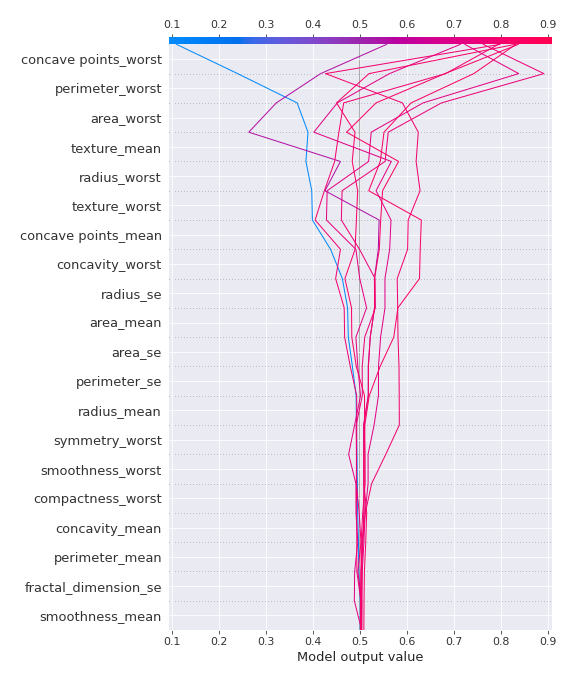 0.1 0.2 0.3 0.4 0.5 0.6 0.7 0.8 0.9
concave points_worst
perimeter_worst
area_worst
texture_mean
radius_worst
texture_worst
concave points_mean
concavity_worst
radius_se
area_mean
area_se
perimeter_se
radius_mean
symmetry_worst
smoothness_worst
compactness_worst
concavity_mean
perimeter_mean
fractal_dimension_se
smoothness_mean
0.1 0.2 0.3 0.4 0.5 0.6 0.7 0.8 0.9
Model output value